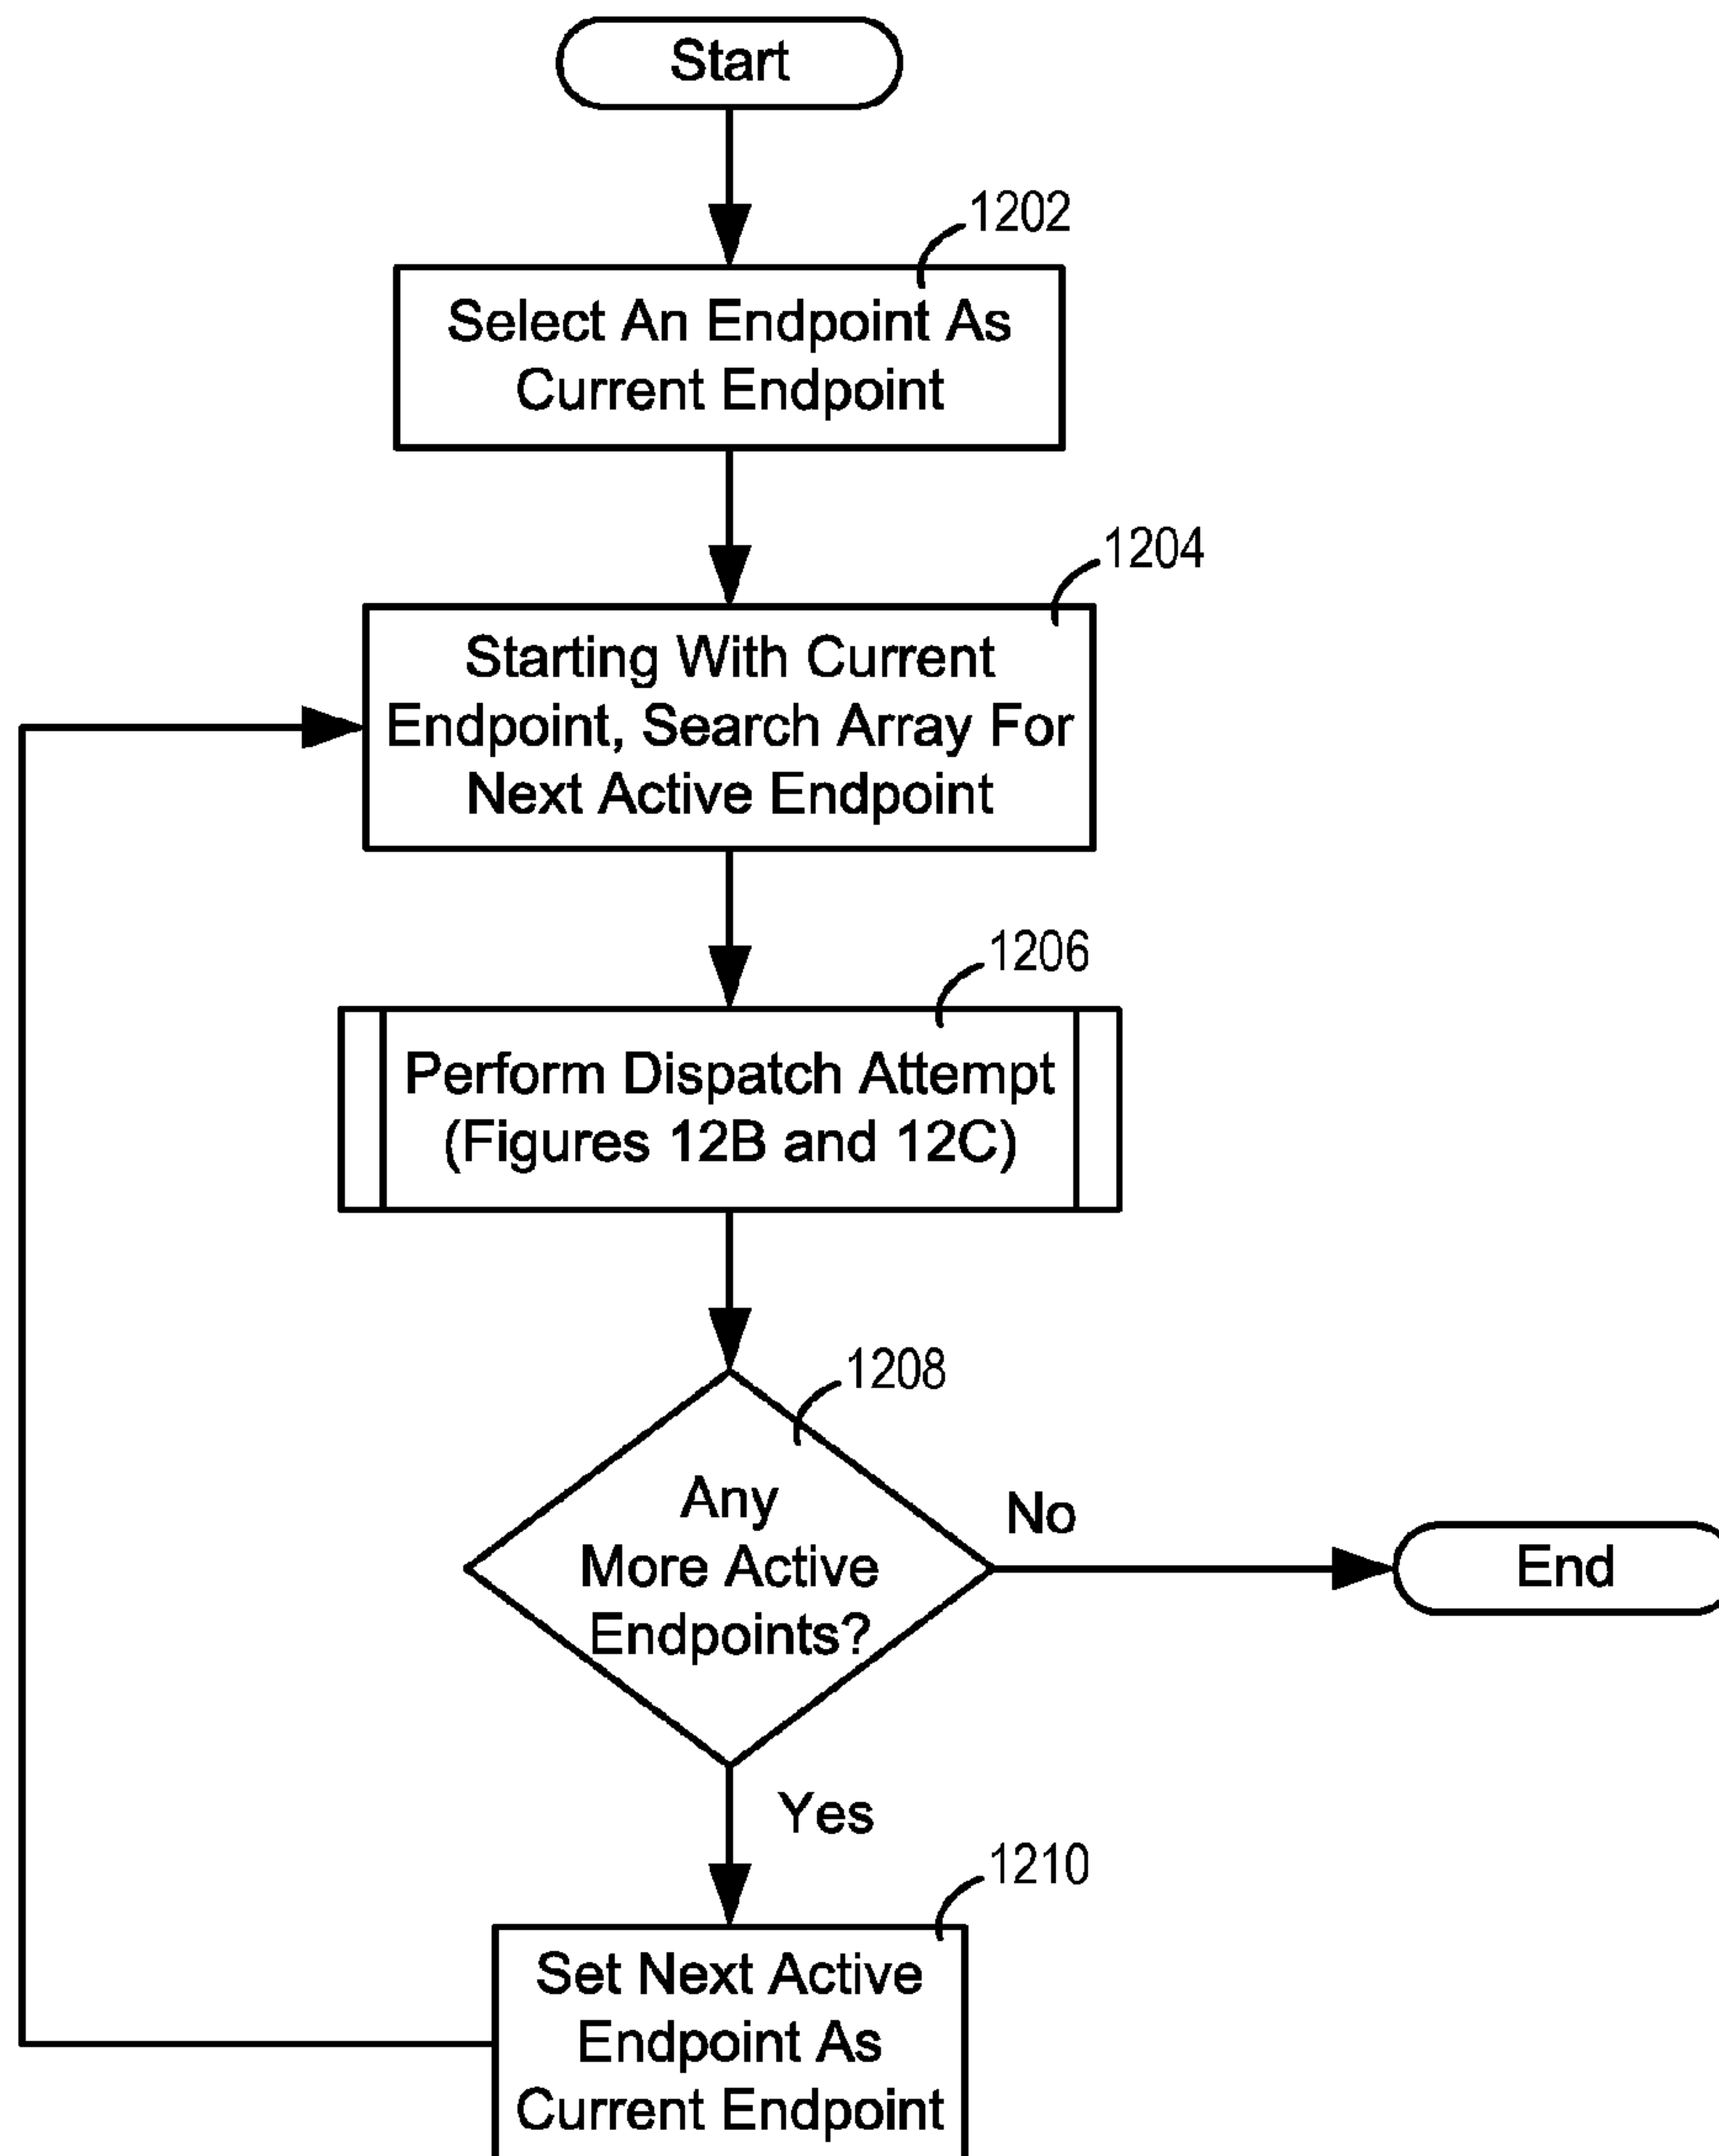 Start
1202
Select An Endpoint As
Current Endpoint
1204
Starting With Current
Endpoint, Search Array For
Next Active Endpoint
1206
Perform Dispatch Attempt
(Figures 12B and 12C)
1208
Any
More Active
Endpoints?
No
End
Yes
1210
Set Next Active
Endpoint As
Current Endpoint